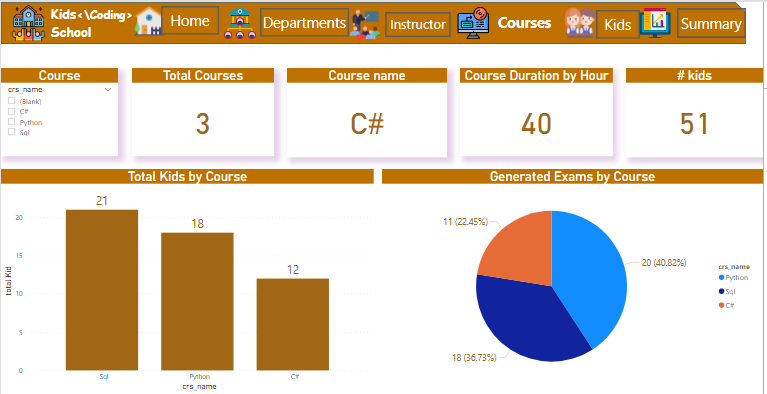 Kids<\Coding>
School
Home
Departments
Instructor
Courses
Kids
Summary
Course
Total Courses
Course name
Course Duration by Hour
# kids
crs_name
(Blank)
C#
Python
Sql
3
C#
40
51
Total Kids by Course
Generated Exams by Course
total Kid
20
15
10
5
0
21
18
12
Sql
Python
C#
crs_name
11 (22.45%)
20 (40.82%)
18 (36.73%)
crs_name
Python
Sql
C#